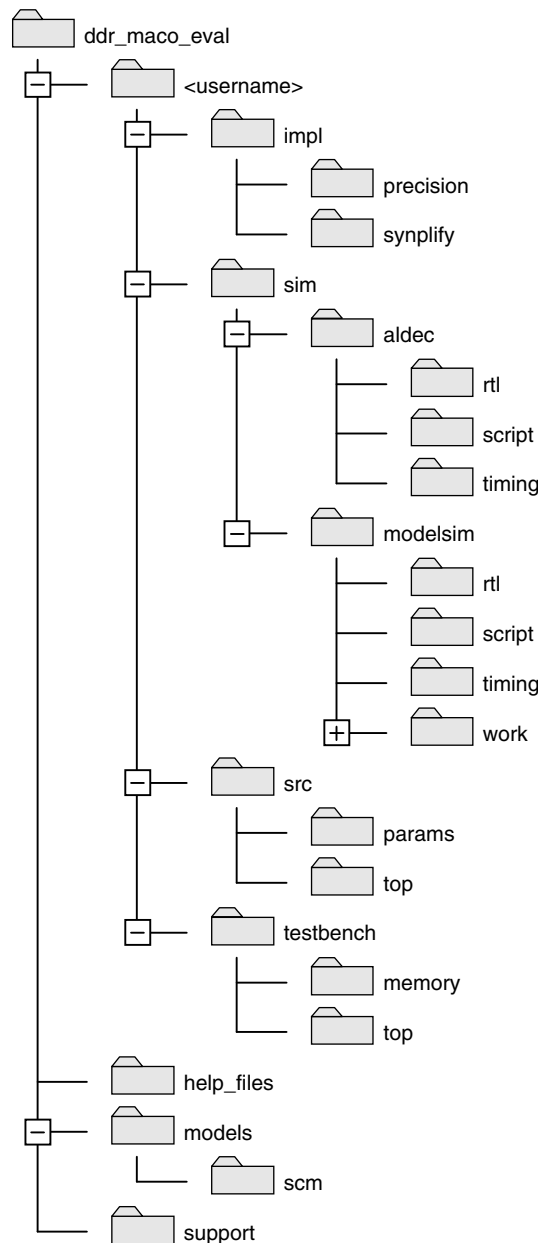 ddr_maco_eval
<username>
impl
precision
synplify
sim
aldec
rtl
script
timing
modelsim
rtl
script
timing
work
src
params
top
testbench
memory
top
help_files
models
scm
support